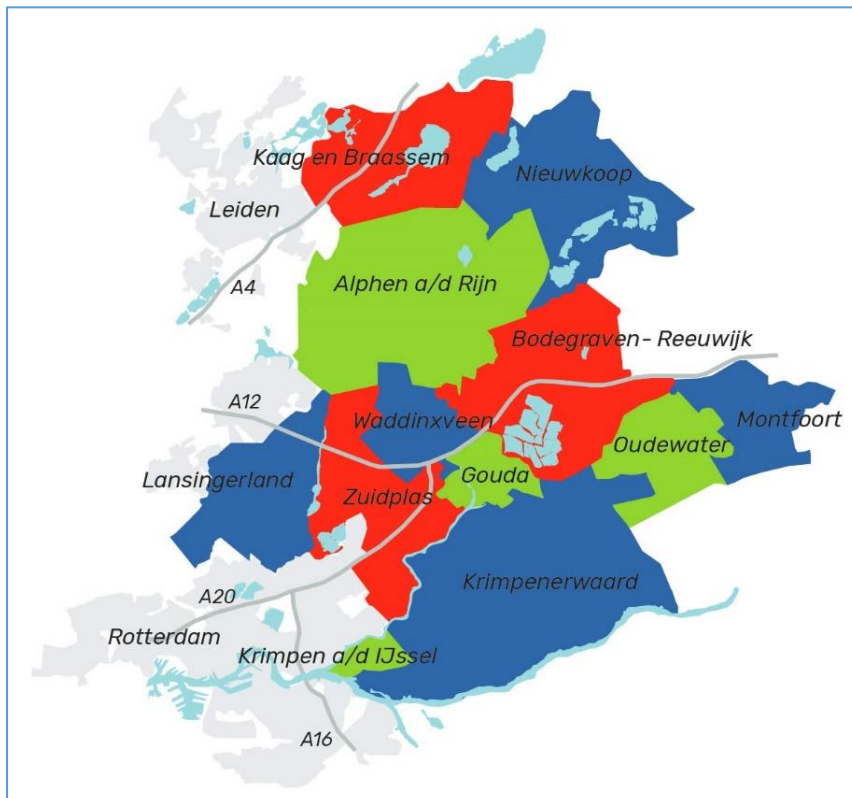 Kaag en Braassem
Nieuwkoop
Leiden
A4
Alphen a/d Rijn
Bodegraven- Reeuwijk
A12
Waddinxveen
Montfoort
Oudewater
Lansingerland
Gouda
Zuidplas
Krimpenerwaard
A20
Rotterdam
Krimpen a/d IJssel
A16